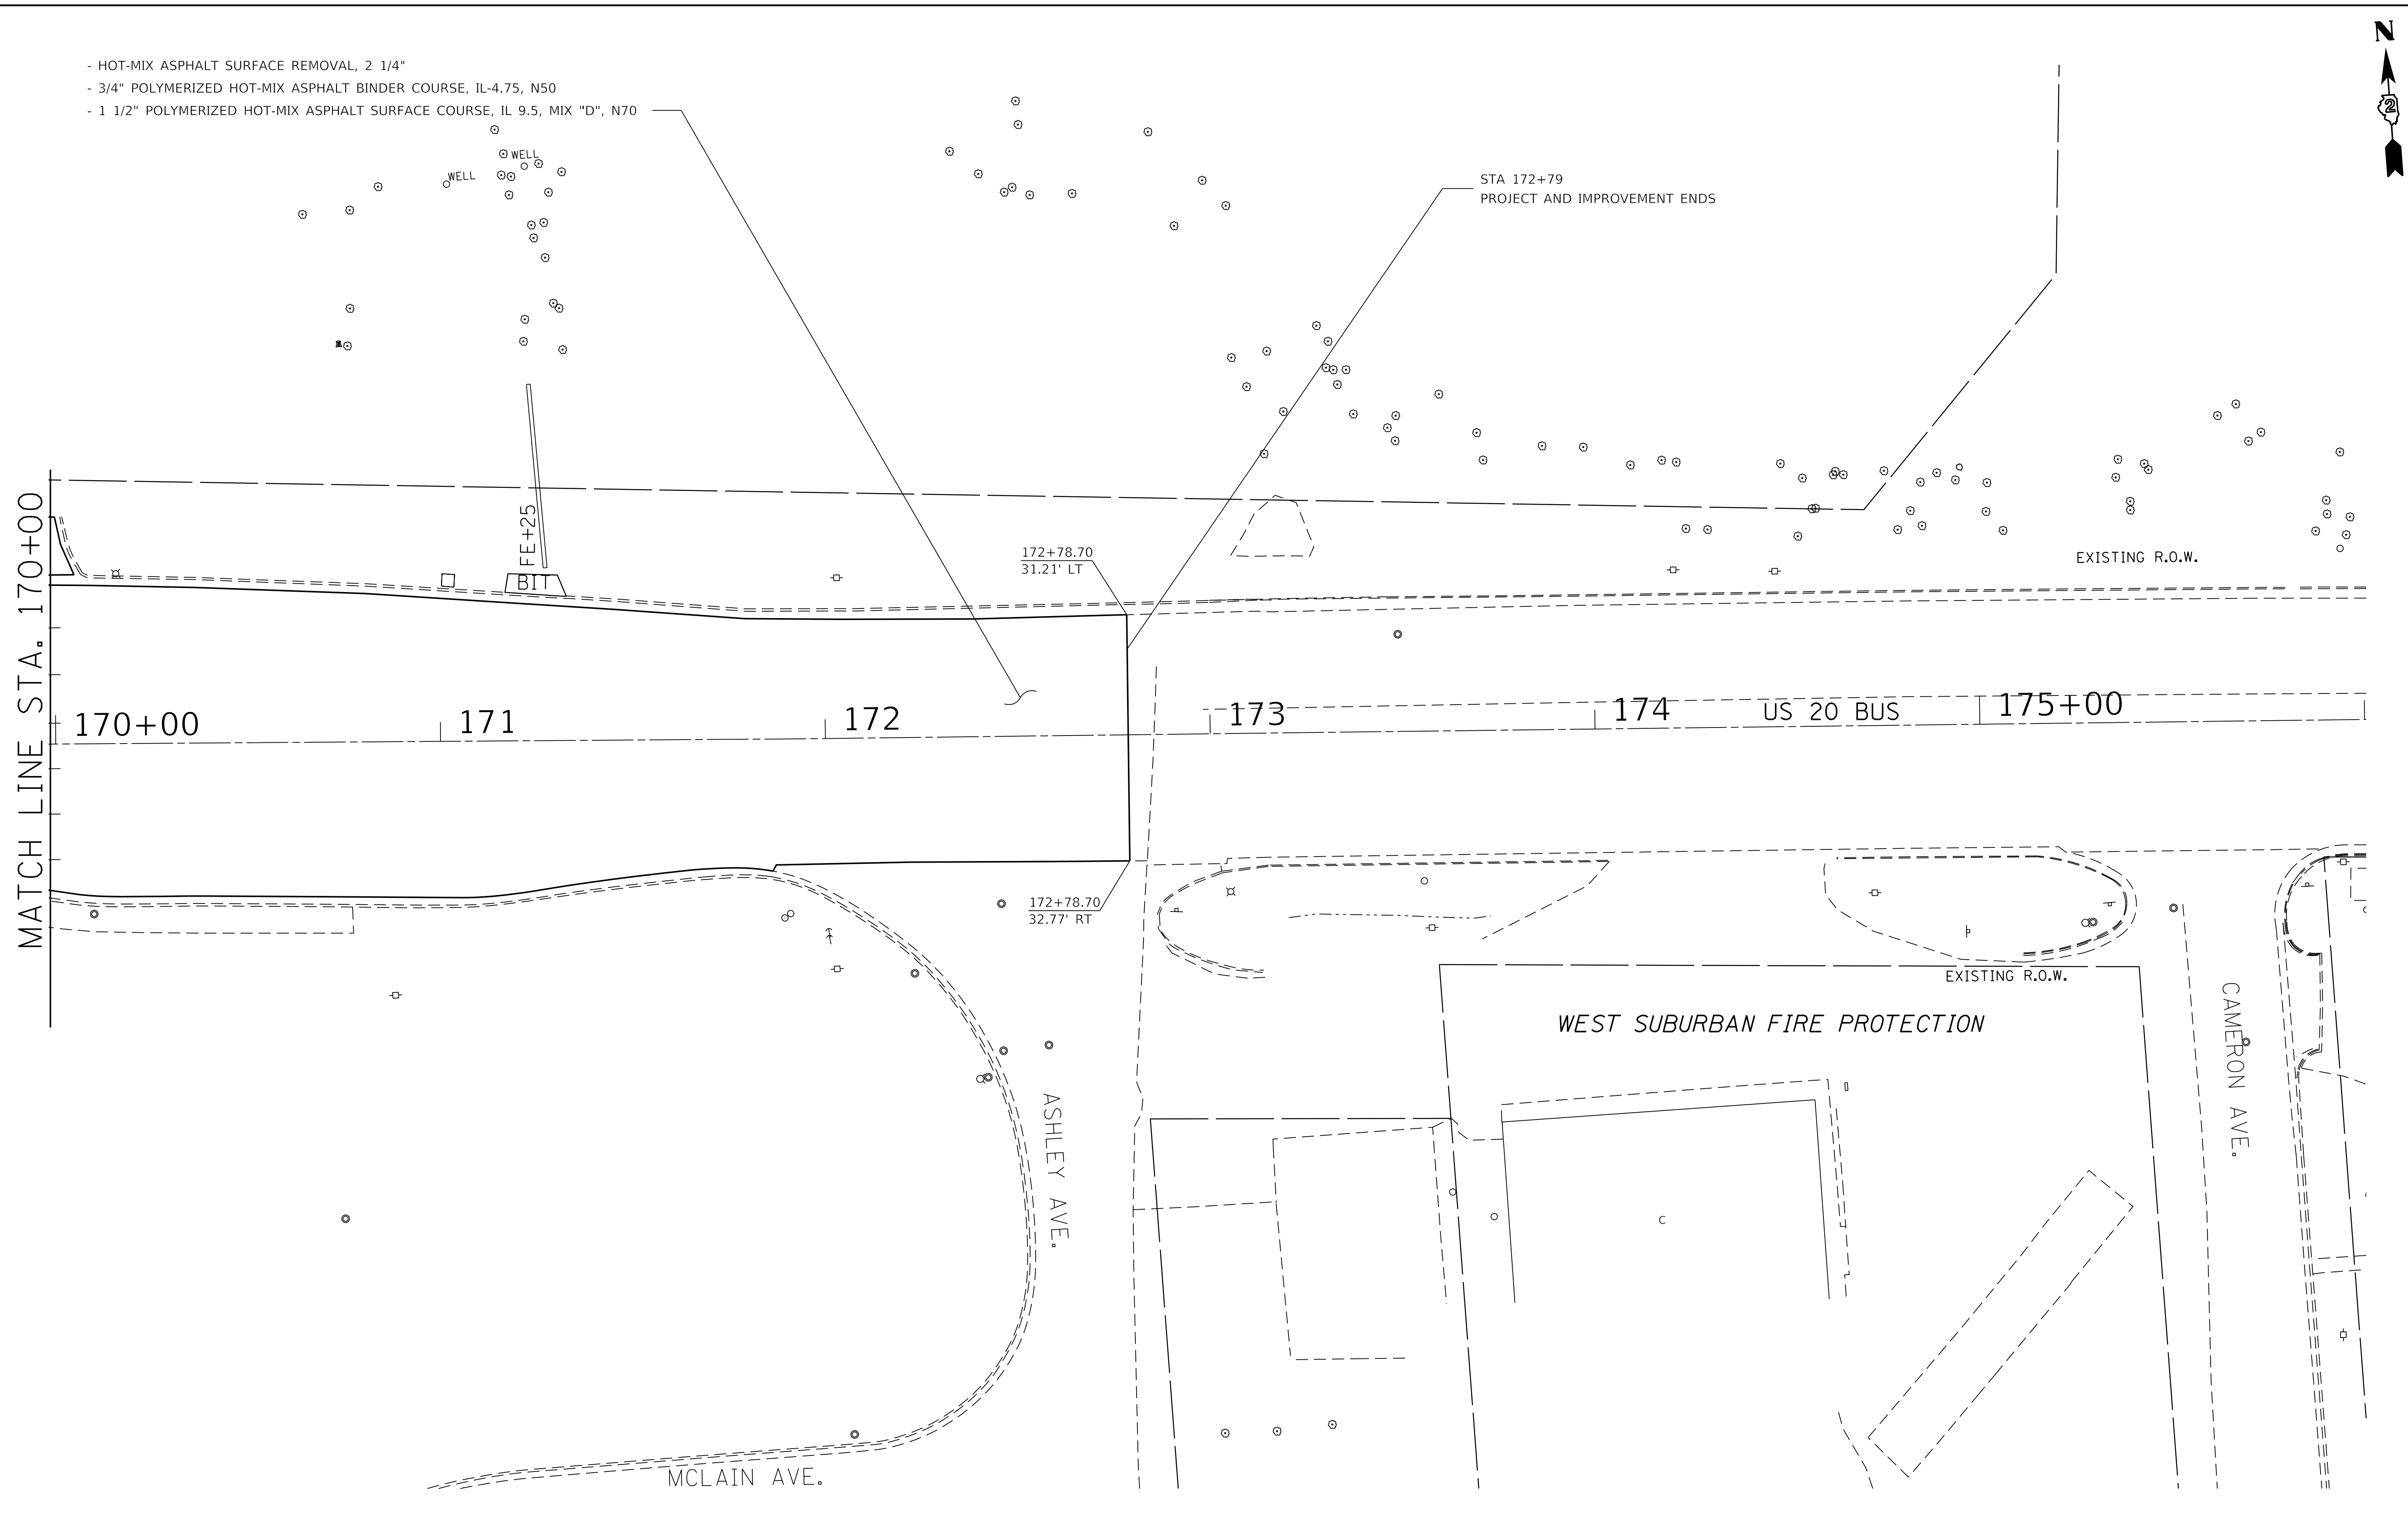 N
2
- HOT-MIX ASPHALT SURFACE REMOVAL, 2 1/4"
- 3/4" POLYMERIZED HOT-MIX ASPHALT BINDER COURSE, IL-4.75, N50
- 1 1/2" POLYMERIZED HOT-MIX ASPHALT SURFACE COURSE, IL 9.5, MIX "D", N70
WELL
WELL
STA 172+79
PROJECT AND IMPROVEMENT ENDS
MATCH LINE STA. 170+00
FE+25
BIT
172+78.70
31.21' LT
EXISTING R.O.W.
170+00
171
172
173
174
US 20 BUS
175+00
172+78.70
32.77' RT
EXISTING R.O.W.
WEST SUBURBAN FIRE PROTECTION
CAMERON AVE.
ASHLEY AVE.
C
MCLAIN AVE.